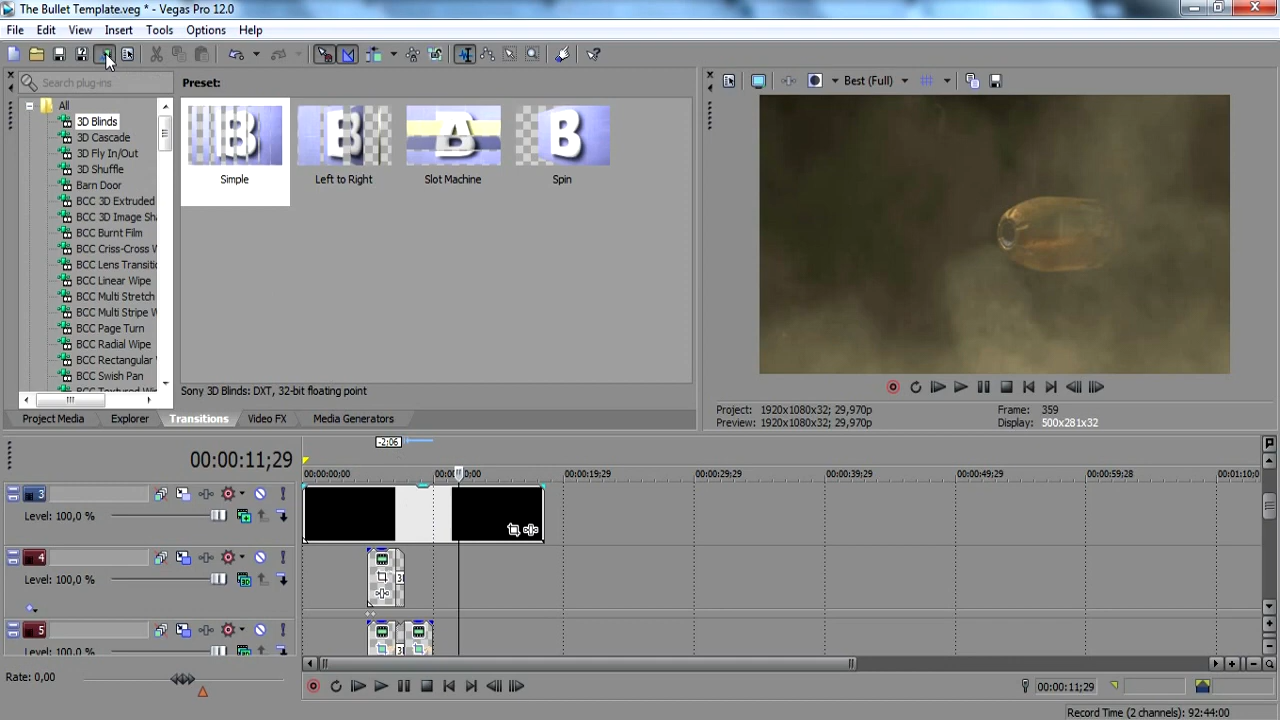 The Bullet Template.veg * - Vegas Pro 12.0
File Edit View Insert Tools Options Help
Search plug-ins
Preset:
Best (Full)
All
3D Blinds
3D Cascade
3D Fly In/Out
3D Shuffle
Barn Door
BCC 3D Extruded
BCC 3D Image Sha
BCC Burnt Film
BCC Criss-Cross W
BCC Lens Transitio
BCC Linear Wipe
BCC Multi Stretch
BCC Multi Stripe W
BCC Page Turn
BCC Radial Wipe
BCC Rectangular
BCC Swish Pan
Simple Left to Right Slot Machine Spin
Sony 3D Blinds: DXT, 32-bit floating point
Project Media Explorer Transitions Video FX Media Generators
Project: 1920x1080x32; 29,970p
Preview: 1920x1080x32; 29,970p
Frame: 359
Display: 500x281x32
00:00:11;29
-2:06
00:00:00;00 00:00:19;29 00:00:29;29 00:00:39;29 00:00:49;29 00:00:59;28 00:01:10;0
3
Level: 100,0 %
4
Level: 100,0 %
5
Level: 100,0 %
Rate: 0,00
00:00:11;29
Record Time (2 channels): 92:44:00